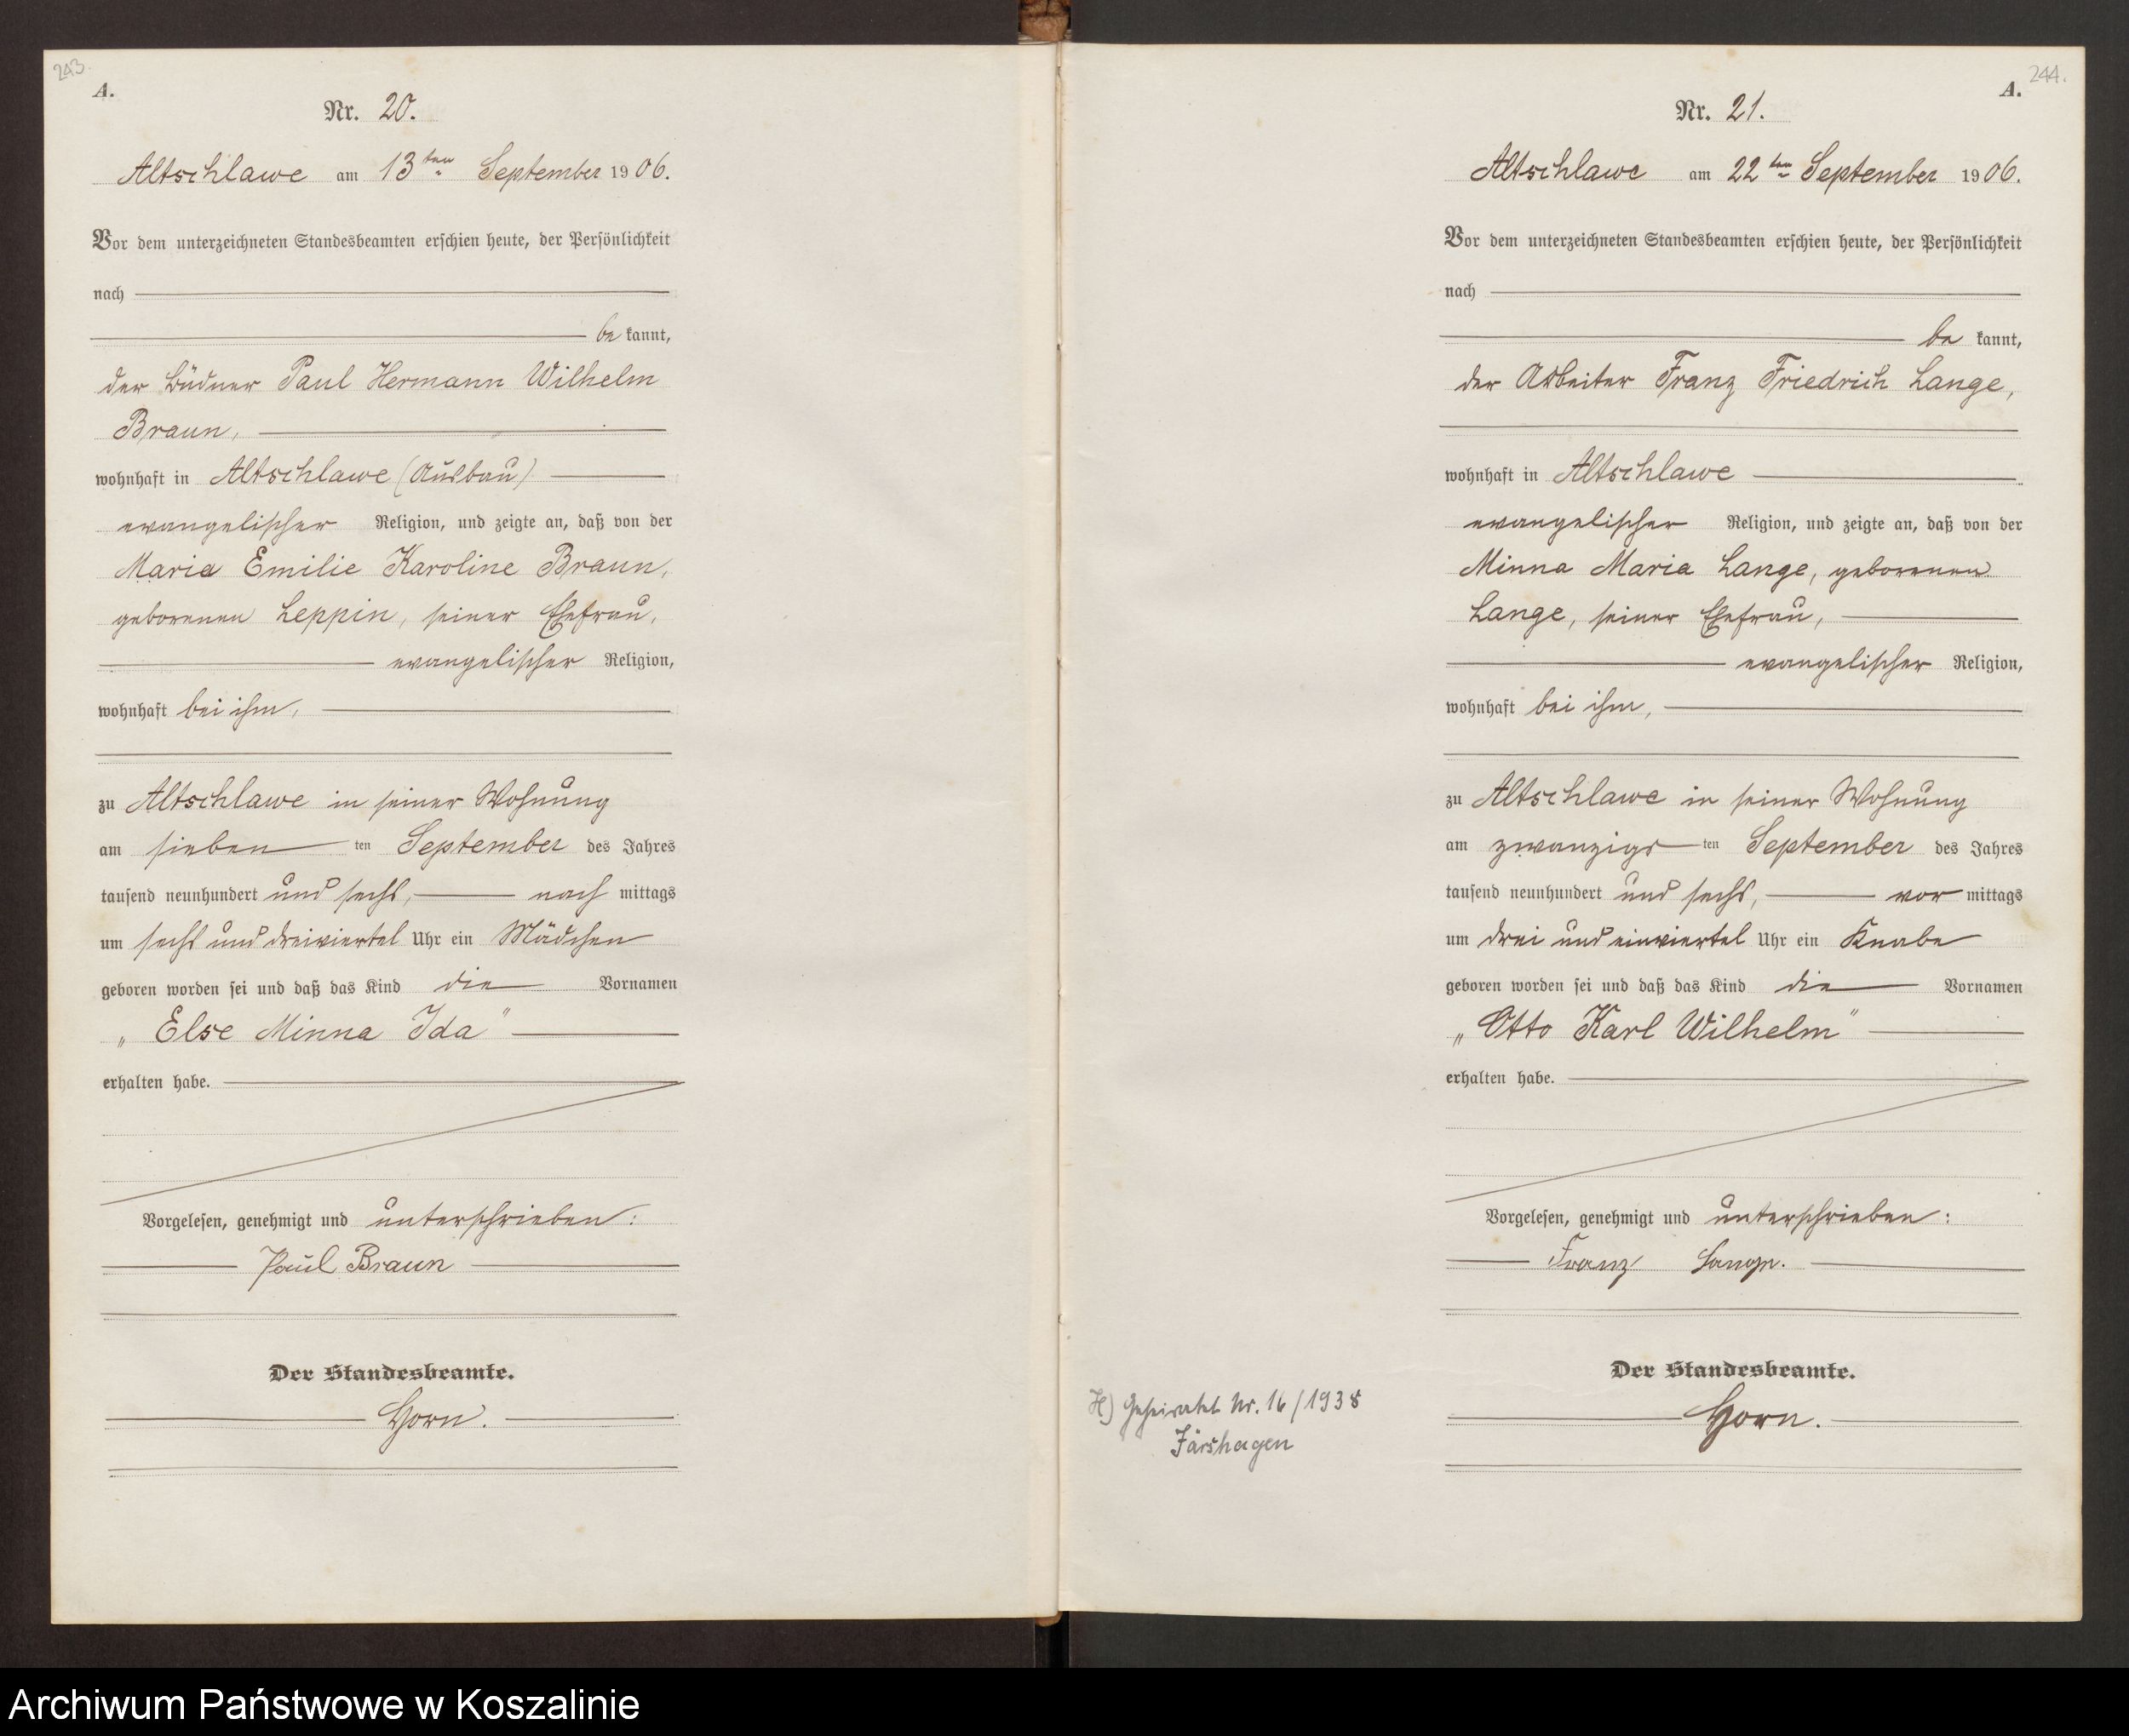 243.
A.
Nr. 20.
Altschlawe am 13ten September 1906.
Vor dem unterzeichneten Standesbeamten erschien heute, der Persönlichkeit
nach
be kannt,
der Büdner Paul Hermann Wilhelm
Braun,
wohnhaft in Altschlawe (Ausbau)
evangelischer Religion, und zeigte an, daß von der
Maria Emilie Karoline Braun,
geborenen Leppin, seiner Ehefrau,
evangelischer Religion,
wohnhaft bei ihm,
zu Altschlawe in seiner Wohnung
am sieben ten September des Jahres
tausend neunhundert und sechs, nach mittags
um sechs und dreiviertel Uhr ein Mädchen
geboren worden sei und daß das Kind die Vornamen
„Else Minna Ida“
erhalten habe.
Vorgelesen, genehmigt und unterschrieben:
Paul Braun
Der Standesbeamte.
Horn.
244.
A.
Nr. 21.
Altschlawe am 22ten September 1906.
Vor dem unterzeichneten Standesbeamten erschien heute, der Persönlichkeit
nach
be kannt,
der Arbeiter Franz Friedrich Lange,
wohnhaft in Altschlawe
evangelischer Religion, und zeigte an, daß von der
Minna Maria Lange, geborenen
Lange, seiner Ehefrau,
evangelischer Religion,
wohnhaft bei ihm,
zu Altschlawe in seiner Wohnung
am zwanzigs ten September des Jahres
tausend neunhundert und sechs, vor mittags
um drei und einviertel Uhr ein Knabe
geboren worden sei und daß das Kind die Vornamen
„Otto Karl Wilhelm“
erhalten habe.
Vorgelesen, genehmigt und unterschrieben:
Franz Lange.
Der Standesbeamte.
Horn.
H) Geheiratet Nr. 16/1938
Järshagen
Archiwum Państwowe w Koszalinie